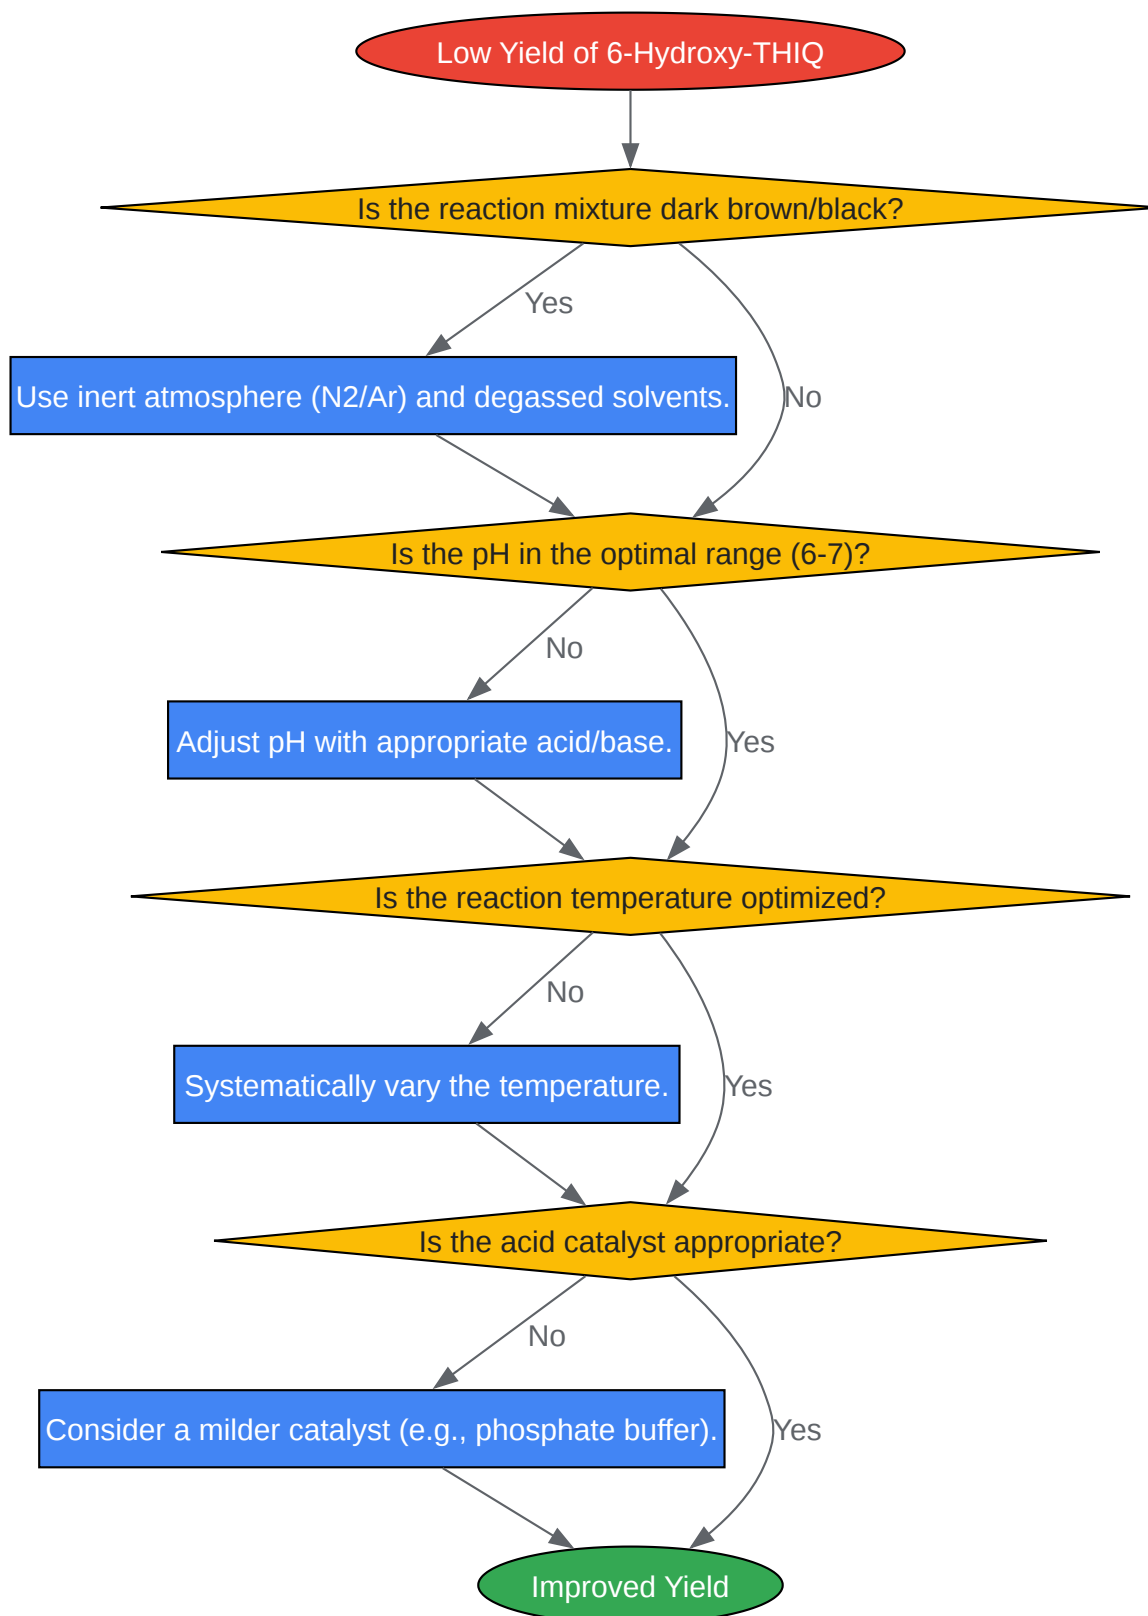 Low Yield of 6-Hydroxy-THIQ
Is the reaction mixture dark brown/black?
Yes
Use inert atmosphere (N2/Ar) and degassed solvents.
No
Is the pH in the optimal range (6-7)?
No
Adjust pH with appropriate acid/base.
Yes
Is the reaction temperature optimized?
No
Systematically vary the temperature.
Yes
Is the acid catalyst appropriate?
No
Consider a milder catalyst (e.g., phosphate buffer).
Yes
Improved Yield